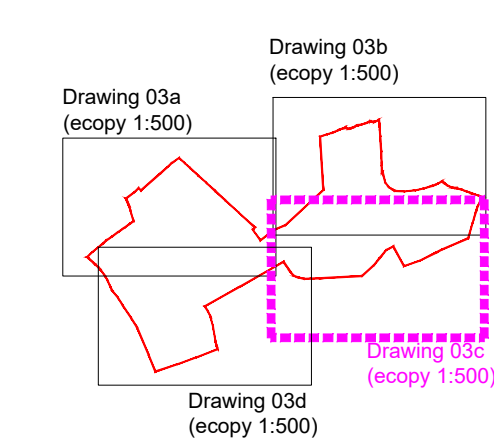 Drawing 03b
(ecopy 1:500)
Drawing 03a
(ecopy 1:500)
Drawing 03c
(ecopy 1:500)
Drawing 03d
(ecopy 1:500)